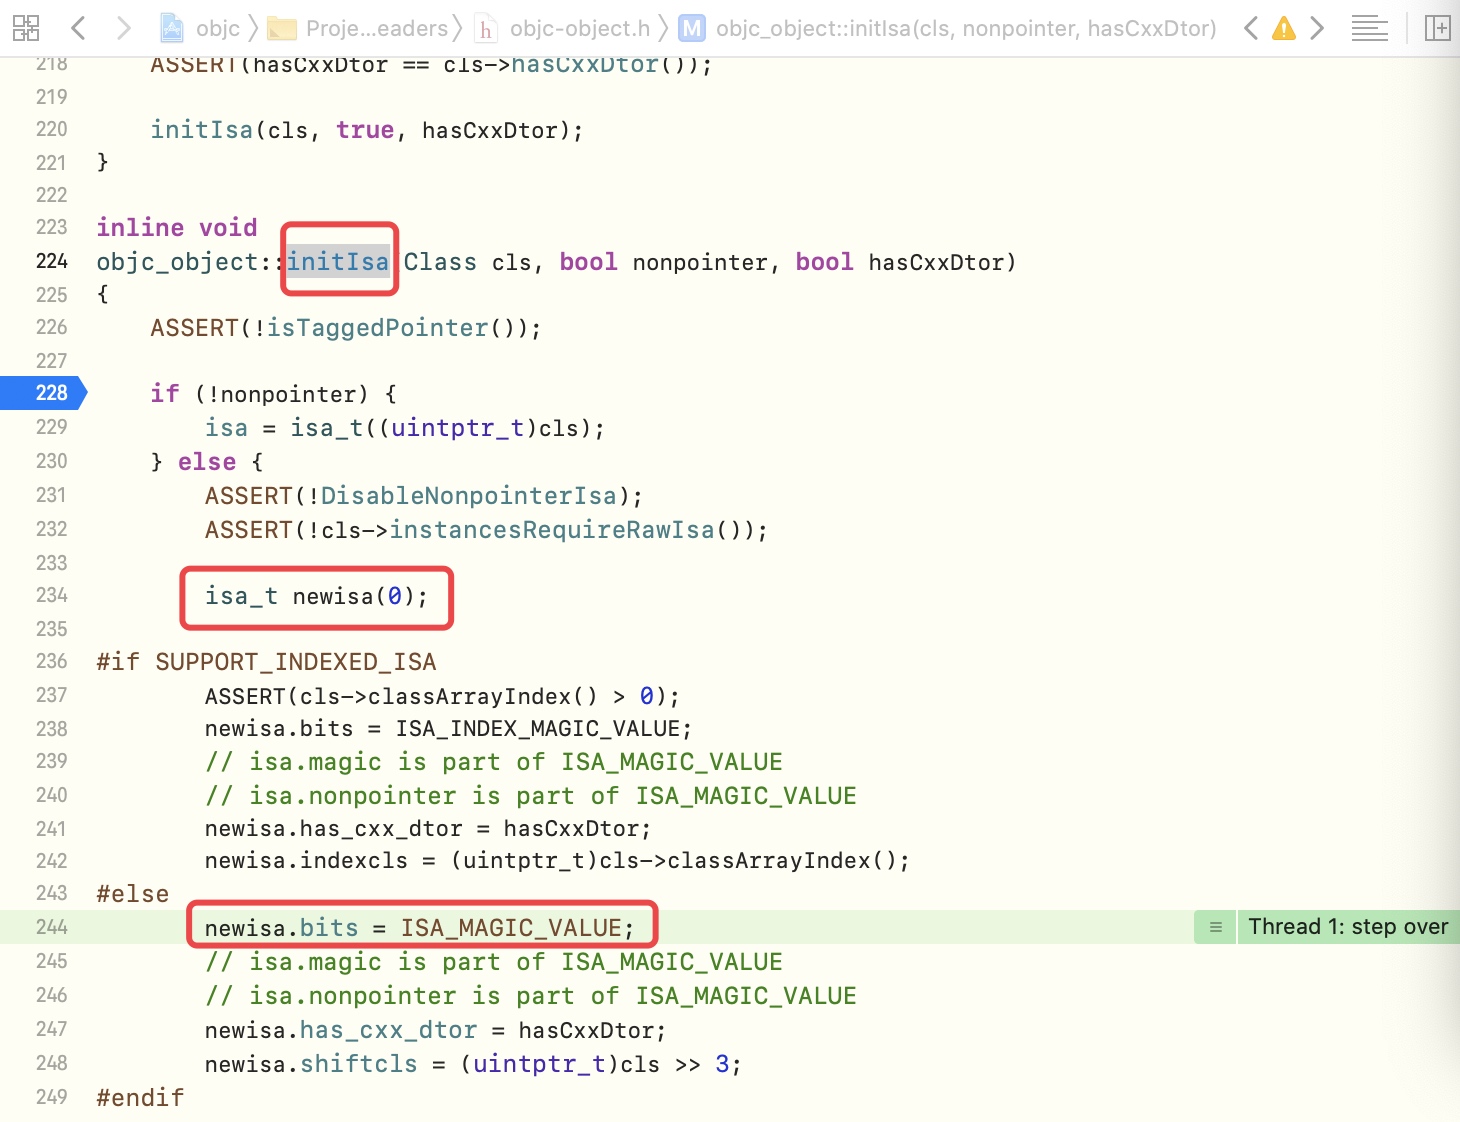 objc Proje...eaders objc-object.h M objc_object::initIsa(cls, nonpointer, hasCxxDtor)
218 ASSERT(hasCxxDtor == cls->hasCxxDtor());
219
220 initIsa(cls, true, hasCxxDtor);
221 }
222
223 inline void
224 objc_object::initIsa(Class cls, bool nonpointer, bool hasCxxDtor)
225 {
226 ASSERT(!isTaggedPointer());
227
228 if (!nonpointer) {
229 isa = isa_t((uintptr_t)cls);
230 } else {
231 ASSERT(!DisableNonpointerIsa);
232 ASSERT(!cls->instancesRequireRawIsa());
233
234 isa_t newisa(0);
235
236 #if SUPPORT_INDEXED_ISA
237 ASSERT(cls->classArrayIndex() > 0);
238 newisa.bits = ISA_INDEX_MAGIC_VALUE;
239 // isa.magic is part of ISA_MAGIC_VALUE
240 // isa.nonpointer is part of ISA_MAGIC_VALUE
241 newisa.has_cxx_dtor = hasCxxDtor;
242 newisa.indexcls = (uintptr_t)cls->classArrayIndex();
243 #else
244 newisa.bits = ISA_MAGIC_VALUE; Thread 1: step over
245 // isa.magic is part of ISA_MAGIC_VALUE
246 // isa.nonpointer is part of ISA_MAGIC_VALUE
247 newisa.has_cxx_dtor = hasCxxDtor;
248 newisa.shiftcls = (uintptr_t)cls >> 3;
249 #endif